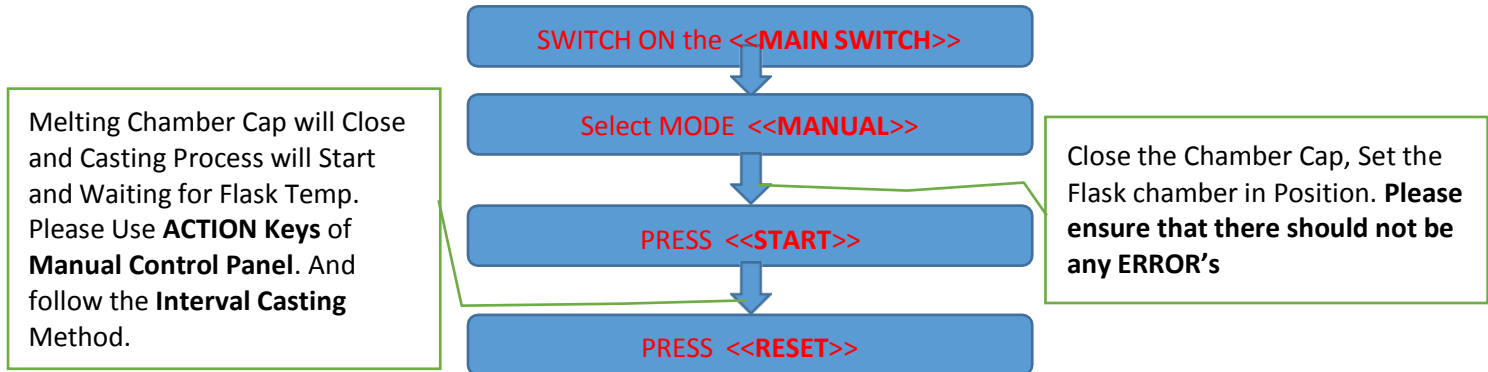 SWITCH ON the <<MAIN SWITCH>>
Select MODE <<MANUAL>>
Melting Chamber Cap will Close
and Casting Process will Start
and Waiting for Flask Temp.
Please Use ACTION Keys of
Manual Control Panel. And
follow the Interval Casting
Method.
Close the Chamber Cap, Set the
Flask chamber in Position. Please
ensure that there should not be
any ERROR's
PRESS <<START>>
PRESS <<RESET>>